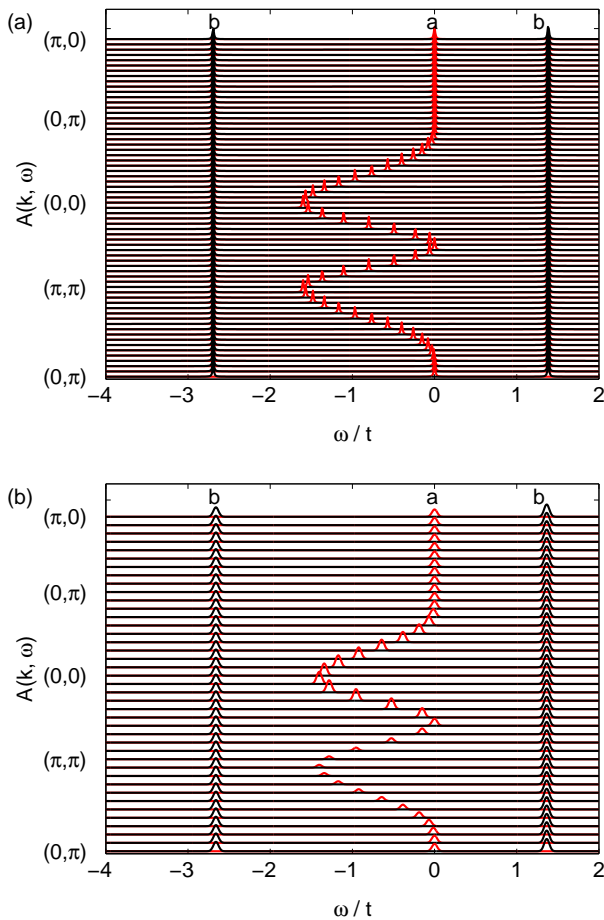 (a)
b a b
(π,0)
(0,π)
(0,0)
(π,π)
(0,π)
A(k, ω)
−4 −3 −2 −1 0 1 2
ω / t
(b)
b a b
(π,0)
(0,π)
(0,0)
(π,π)
(0,π)
A(k, ω)
−4 −3 −2 −1 0 1 2
ω / t